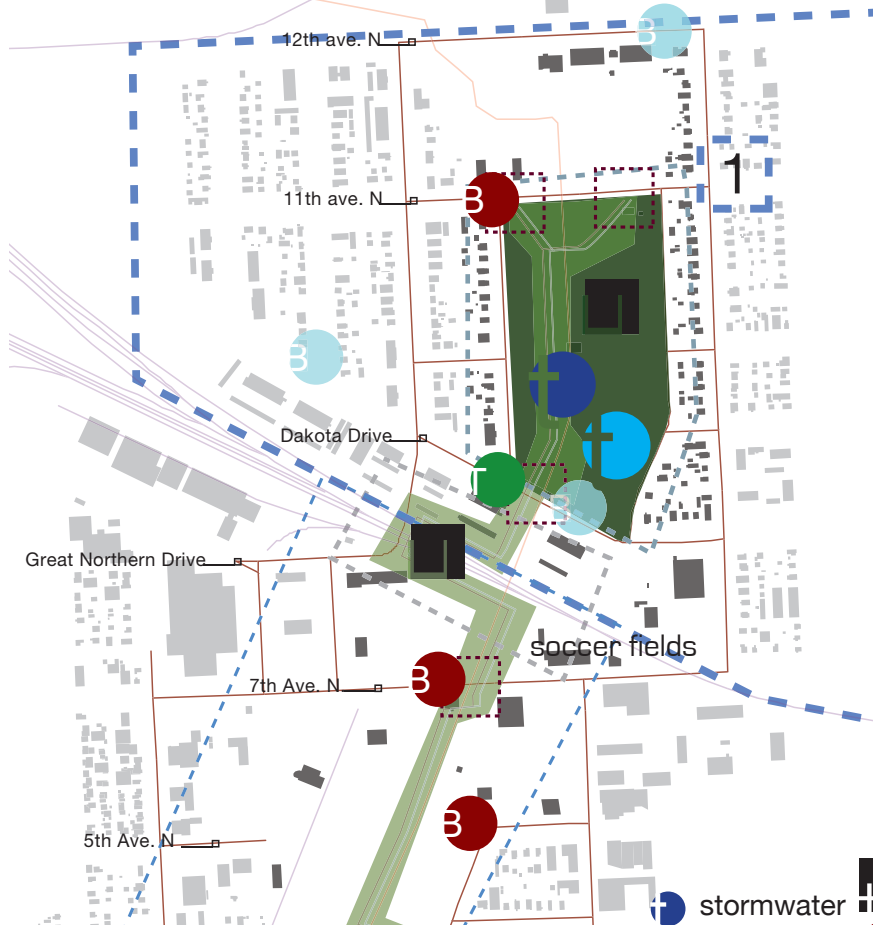 12th ave. N
B
1
11th ave. N
B
B
Dakota Drive
T
B
Great Northern Drive
soccer fields
7th Ave. N
B
B
5th Ave. N
stormwater